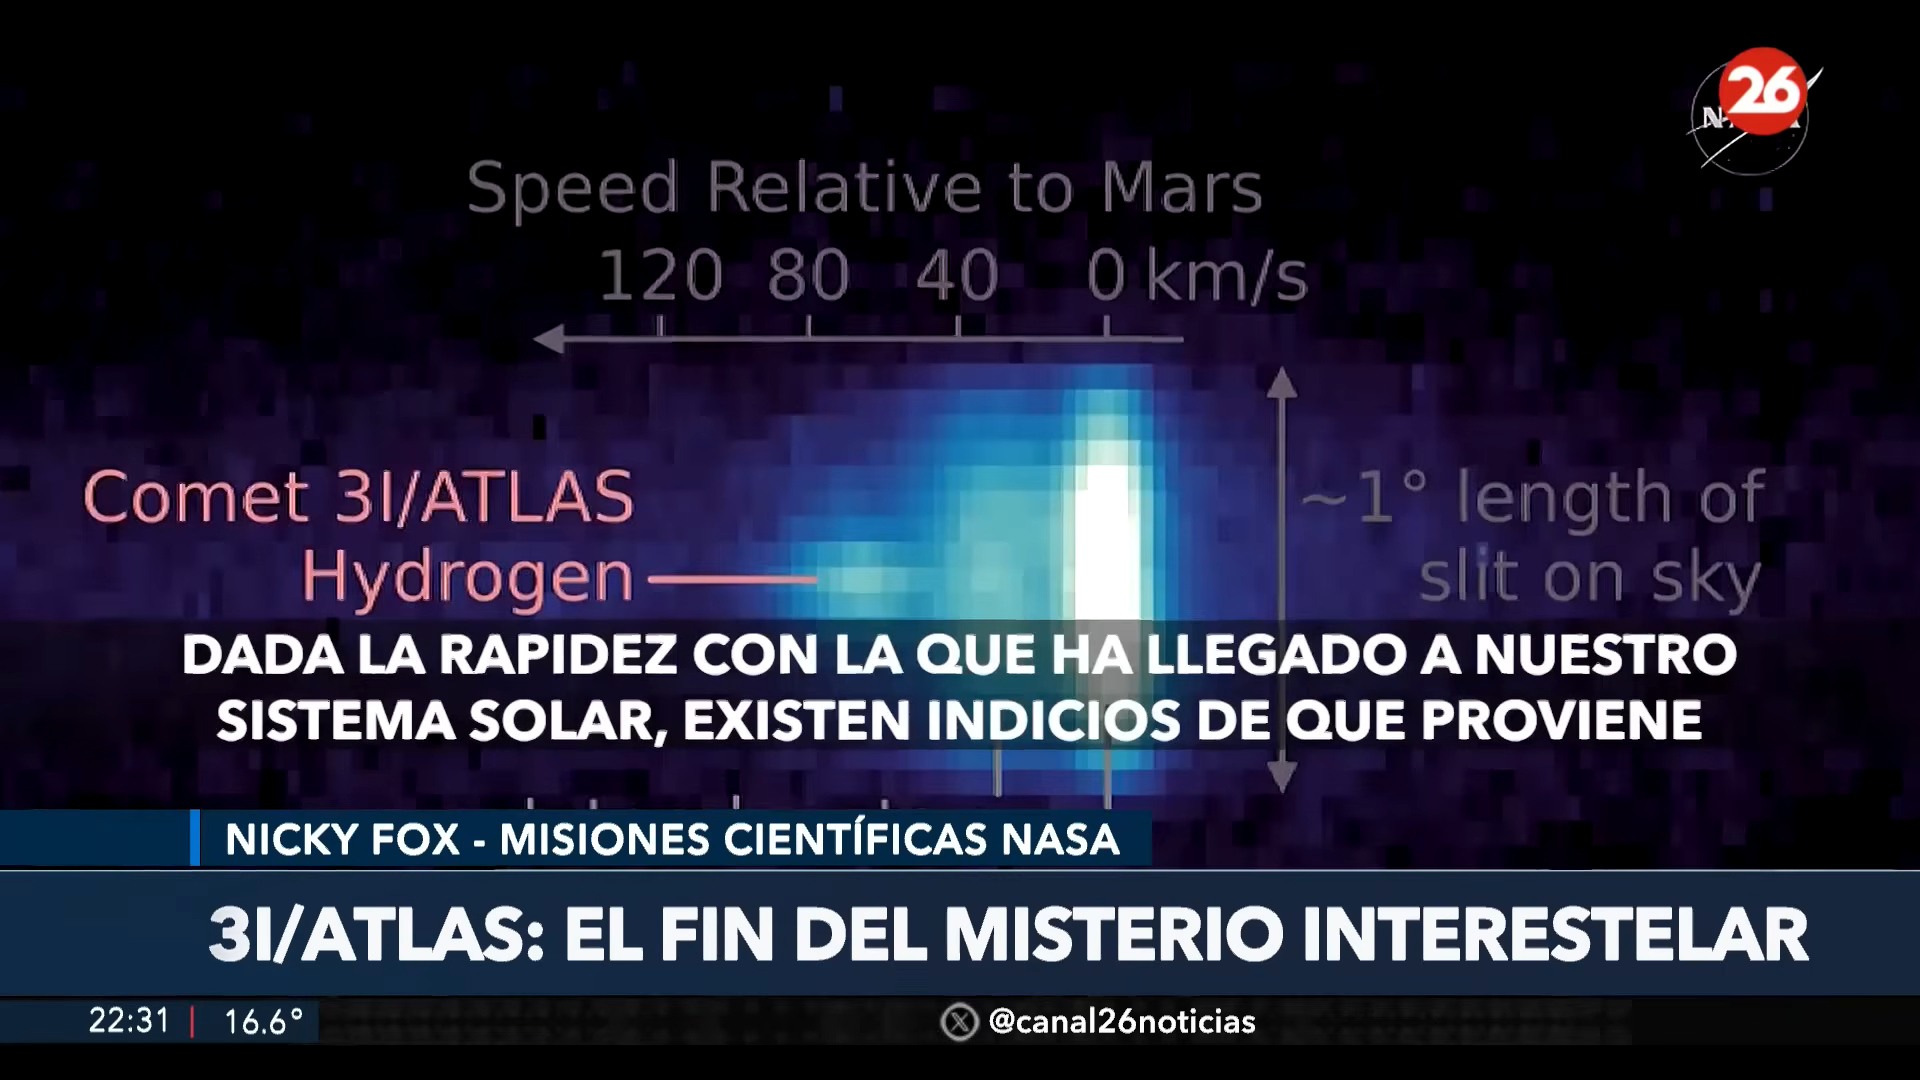 26
Speed Relative to Mars
120 80 40 0 km/s
Comet 3I/ATLAS
Hydrogen
~1° length of
slit on sky
DADA LA RAPIDEZ CON LA QUE HA LLEGADO A NUESTRO
SISTEMA SOLAR, EXISTEN INDICIOS DE QUE PROVIENE
NICKY FOX - MISIONES CIENTÍFICAS NASA
3I/ATLAS: EL FIN DEL MISTERIO INTERESTELAR
22:31 | 16.6° @canal26noticias